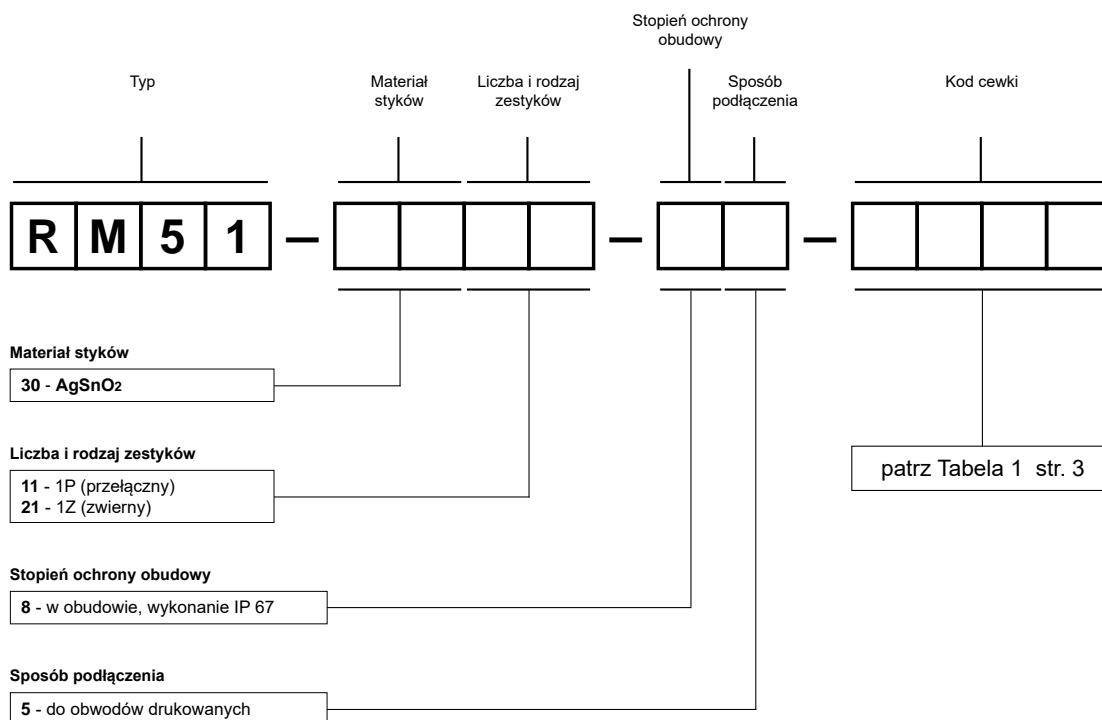 Stopień ochrony
obudowy
Typ
Materiał
styków
Liczba i rodzaj
zestyków
Sposób
podłączenia
Kod cewki
R M 5 1 – – –
Materiał styków
30 - AgSnO2
Liczba i rodzaj zestyków
11 - 1P (przełączny)
21 - 1Z (zwierny)
patrz Tabela 1 str. 3
Stopień ochrony obudowy
8 - w obudowie, wykonanie IP 67
Sposób podłączenia
5 - do obwodów drukowanych